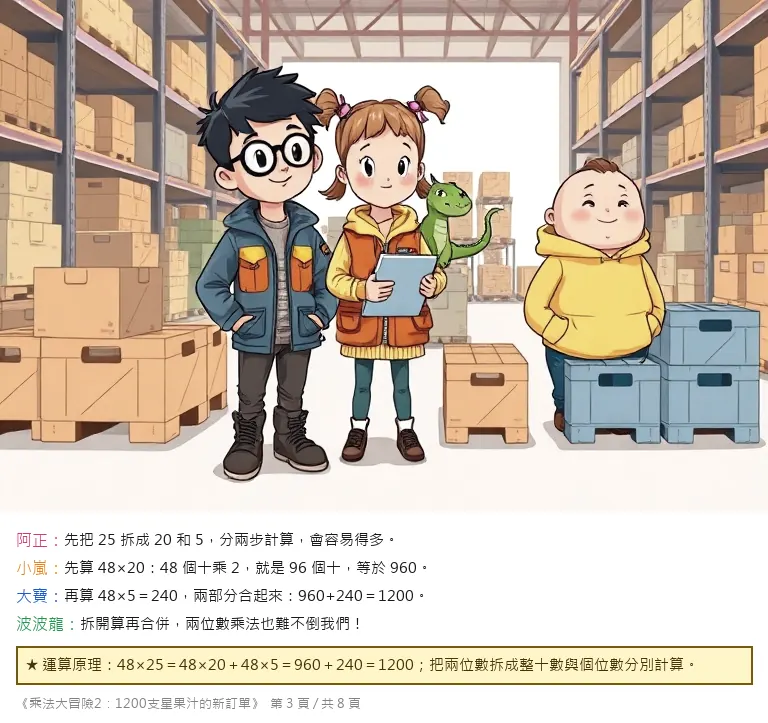 阿正：先把 25 拆成 20 和 5，分兩步計算，會容易得多。
小嵐：先算 48×20：48 個十乘 2，就是 96 個十，等於 960。
大寶：再算 48×5＝240，兩部分合起來：960+240＝1200。
波波龍：拆開算再合併，兩位數乘法也難不倒我們！
★ 運算原理：48×25＝48×20＋48×5＝960＋240＝1200；把兩位數拆成整十數與個位數分別計算。
《乘法大冒險2：1200支星果汁的新訂單》 第 3 頁 / 共 8 頁